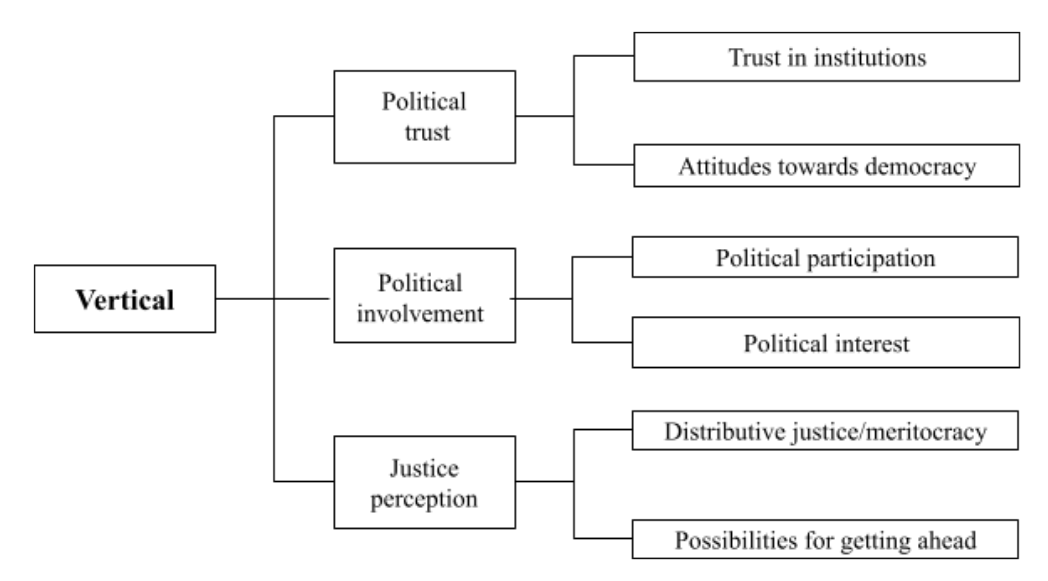 Vertical
Political
trust
Trust in institutions
Attitudes towards democracy
Political
involvement
Political participation
Political interest
Justice
perception
Distributive justice/meritocracy
Possibilities for getting ahead